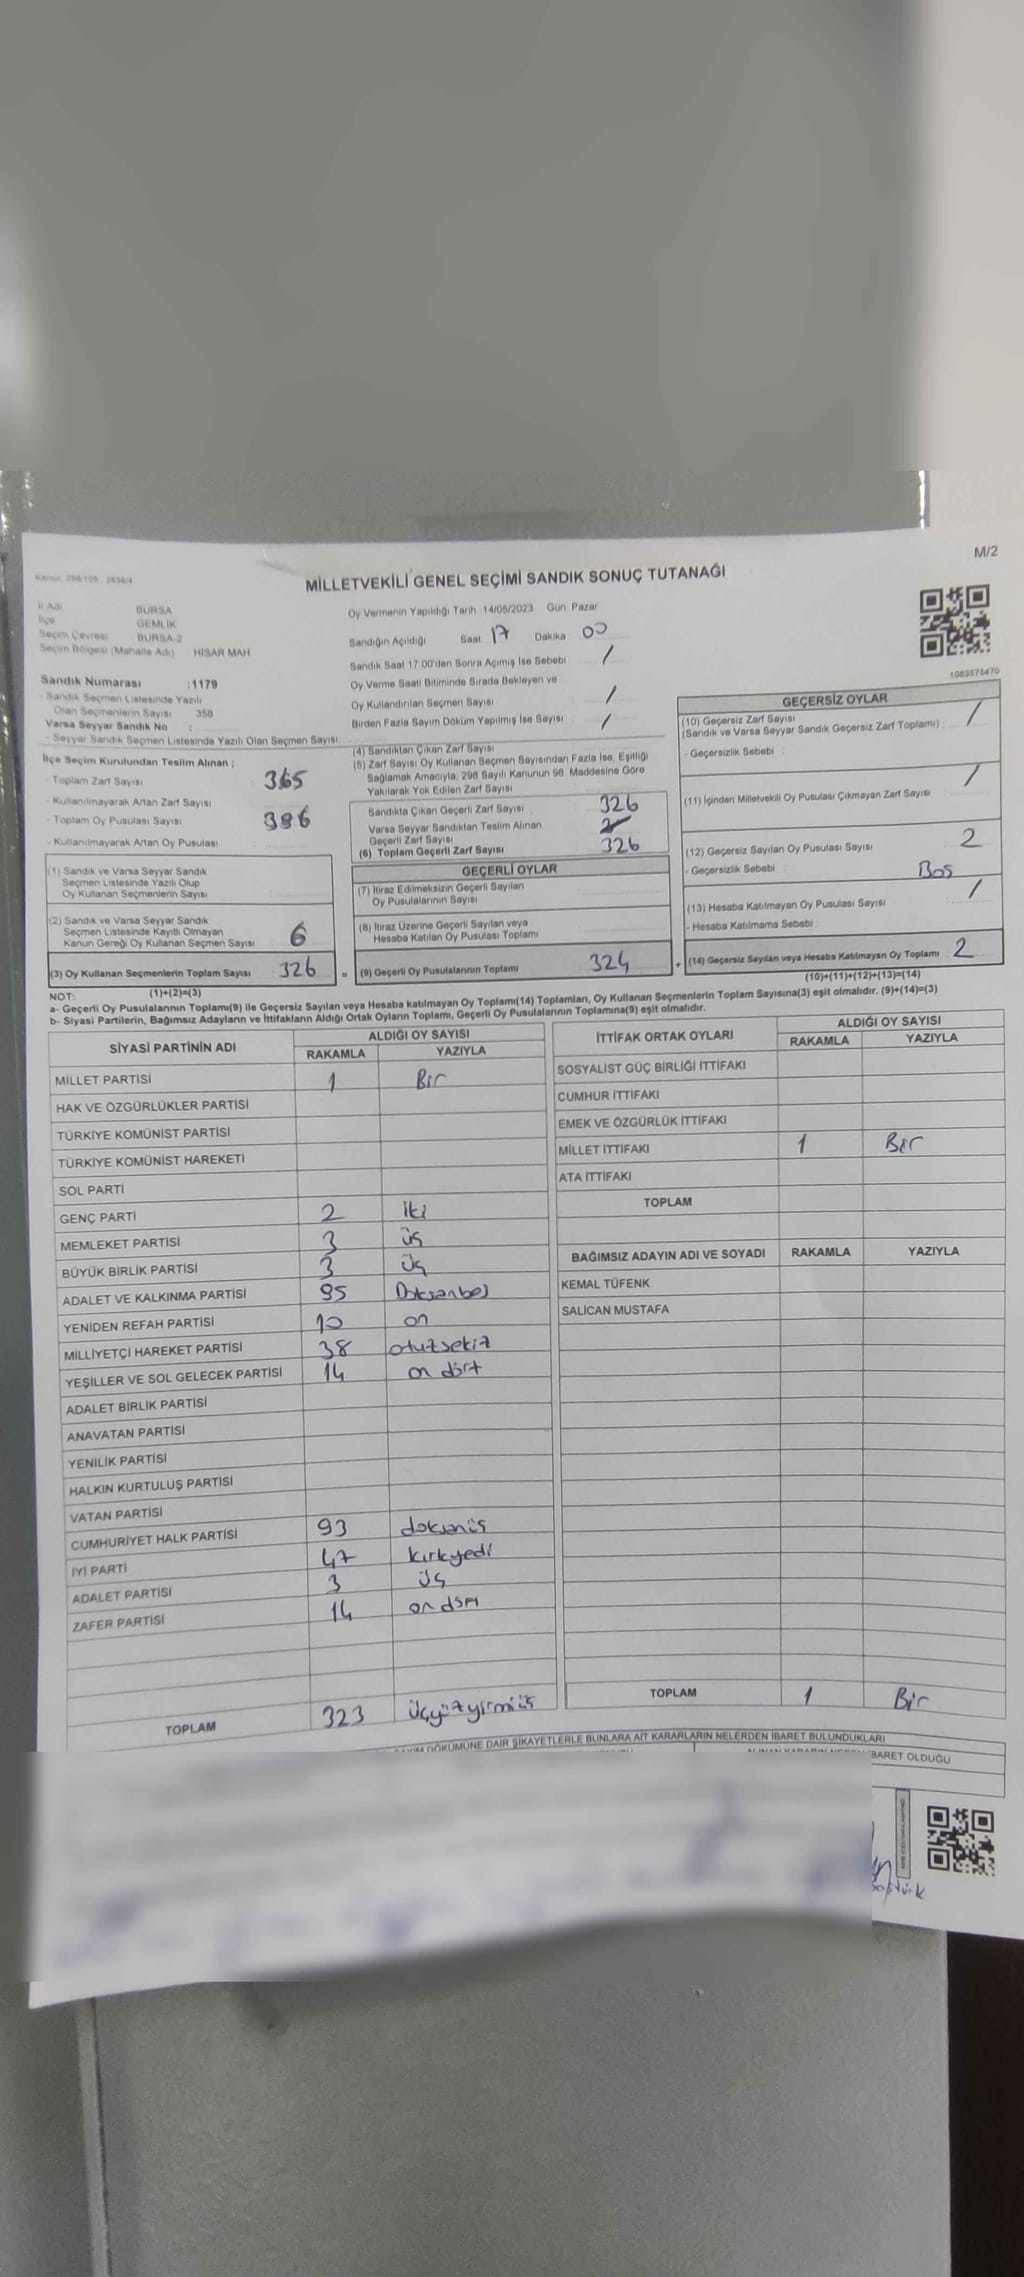 M/2
MİLLETVEKİLİ GENEL SEÇİMİ SANDIK SONUÇ TUTANAĞI
İl Adı BURSA
İlçe GEMLİK
Seçim Çevresi BURSA-2
Seçim Bölgesi (Mahalle Adı) HISAR MAH
Sandık Numarası :1179
- Sandık Seçmen Listesinde Yazılı
Olan Seçmenlerin Sayısı 358
Varsa Seyyar Sandık No :
- Seyyar Sandık Seçmen Listesinde Yazılı Olan Seçmen Sayısı:
Oy Vermenin Yapıldığı Tarih 14/05/2023 Gün Pazar
Sandığın Açıldığı Saat 17 Dakika : 00
Sandık Saat 17:00'den Sonra Açılmış İse Sebebi : /
Oy Verme Saati Bitiminde Sırada Bekleyen ve
Oy Kullandırılan Seçmen Sayısı : /
Birden Fazla Sayım Döküm Yapılmış İse Sayısı : /
1083575470
İlçe Seçim Kurulundan Teslim Alınan ;
- Toplam Zarf Sayısı : 365
- Kullanılmayarak Artan Zarf Sayısı :
- Toplam Oy Pusulası Sayısı : 386
- Kullanılmayarak Artan Oy Pusulası :
(1) Sandık ve Varsa Seyyar Sandık
Seçmen Listesinde Yazılı Olup
Oy Kullanan Seçmenlerin Sayısı
(2) Sandık ve Varsa Seyyar Sandık
Seçmen Listesinde Kayıtlı Olmayan
Kanun Gereği Oy Kullanan Seçmen Sayısı 6
(3) Oy Kullanan Seçmenlerin Toplam Sayısı 326
(1)+(2)=(3)
(4) Sandıktan Çıkan Zarf Sayısı
(5) Zarf Sayısı Oy Kullanan Seçmen Sayısından Fazla İse, Eşitliği
Sağlamak Amacıyla; 298 Sayılı Kanunun 98. Maddesine Göre
Yakılarak Yok Edilen Zarf Sayısı
Sandıkta Çıkan Geçerli Zarf Sayısı : 326
Varsa Seyyar Sandıktan Teslim Alınan
Geçerli Zarf Sayısı
(6) Toplam Geçerli Zarf Sayısı : 326
GEÇERLİ OYLAR
(7) İtiraz Edilmeksizin Geçerli Sayılan
Oy Pusulalarının Sayısı
(8) İtiraz Üzerine Geçerli Sayılan veya
Hesaba Katılan Oy Pusulası Toplamı
= (9) Geçerli Oy Pusulalarının Toplamı 324 +
GEÇERSİZ OYLAR
(10) Geçersiz Zarf Sayısı
(Sandık ve Varsa Seyyar Sandık Geçersiz Zarf Toplamı) : /
- Geçersizlik Sebebi :
(11) İçinden Milletvekili Oy Pusulası Çıkmayan Zarf Sayısı : /
(12) Geçersiz Sayılan Oy Pusulası Sayısı : 2
- Geçersizlik Sebebi : Boş
(13) Hesaba Katılmayan Oy Pusulası Sayısı : /
- Hesaba Katılmama Sebebi :
(14) Geçersiz Sayılan veya Hesaba Katılmayan Oy Toplamı 2
(10)+(11)+(12)+(13)=(14)
NOT:
a- Geçerli Oy Pusulalarının Toplamı(9) ile Geçersiz Sayılan veya Hesaba katılmayan Oy Toplamı(14) Toplamları, Oy Kullanan Seçmenlerin Toplam Sayısına(3) eşit olmalıdır. (9)+(14)=(3)
b- Siyasi Partilerin, Bağımsız Adayların ve İttifakların Aldığı Ortak Oyların Toplamı, Geçerli Oy Pusulalarının Toplamına(9) eşit olmalıdır.
SİYASİ PARTİNİN ADI ALDIĞI OY SAYISI
RAKAMLA YAZIYLA
MİLLET PARTİSİ 1 Bir
HAK VE ÖZGÜRLÜKLER PARTİSİ
TÜRKİYE KOMÜNİST PARTİSİ
TÜRKİYE KOMÜNİST HAREKETİ
SOL PARTİ
GENÇ PARTİ 2 iki
MEMLEKET PARTİSİ 3 üç
BÜYÜK BİRLİK PARTİSİ 3 üç
ADALET VE KALKINMA PARTİSİ 95 Doksanbeş
YENİDEN REFAH PARTİSİ 10 on
MİLLİYETÇİ HAREKET PARTİSİ 38 otuzsekiz
YEŞİLLER VE SOL GELECEK PARTİSİ 14 on dört
ADALET BİRLİK PARTİSİ
ANAVATAN PARTİSİ
YENİLİK PARTİSİ
HALKIN KURTULUŞ PARTİSİ
VATAN PARTİSİ
CUMHURİYET HALK PARTİSİ 93 doksanüç
İYİ PARTİ 47 kırkyedi
ADALET PARTİSİ 3 üç
ZAFER PARTİSİ 14 on dört
TOPLAM 323 üçyüzyirmiüç
İTTİFAK ORTAK OYLARI ALDIĞI OY SAYISI
RAKAMLA YAZIYLA
SOSYALİST GÜÇ BİRLİĞİ İTTİFAKI
CUMHUR İTTİFAKI
EMEK VE ÖZGÜRLÜK İTTİFAKI
MİLLET İTTİFAKI 1 Bir
ATA İTTİFAKI
TOPLAM
BAĞIMSIZ ADAYIN ADI VE SOYADI RAKAMLA YAZIYLA
KEMAL TÜFENK
SALİCAN MUSTAFA
TOPLAM 1 Bir
DÖKÜMÜNE DAİR ŞİKAYETLERLE BUNLARA AİT KARARLARIN NELERDEN İBARET BULUNDUKLARI
BARET OLDUĞU